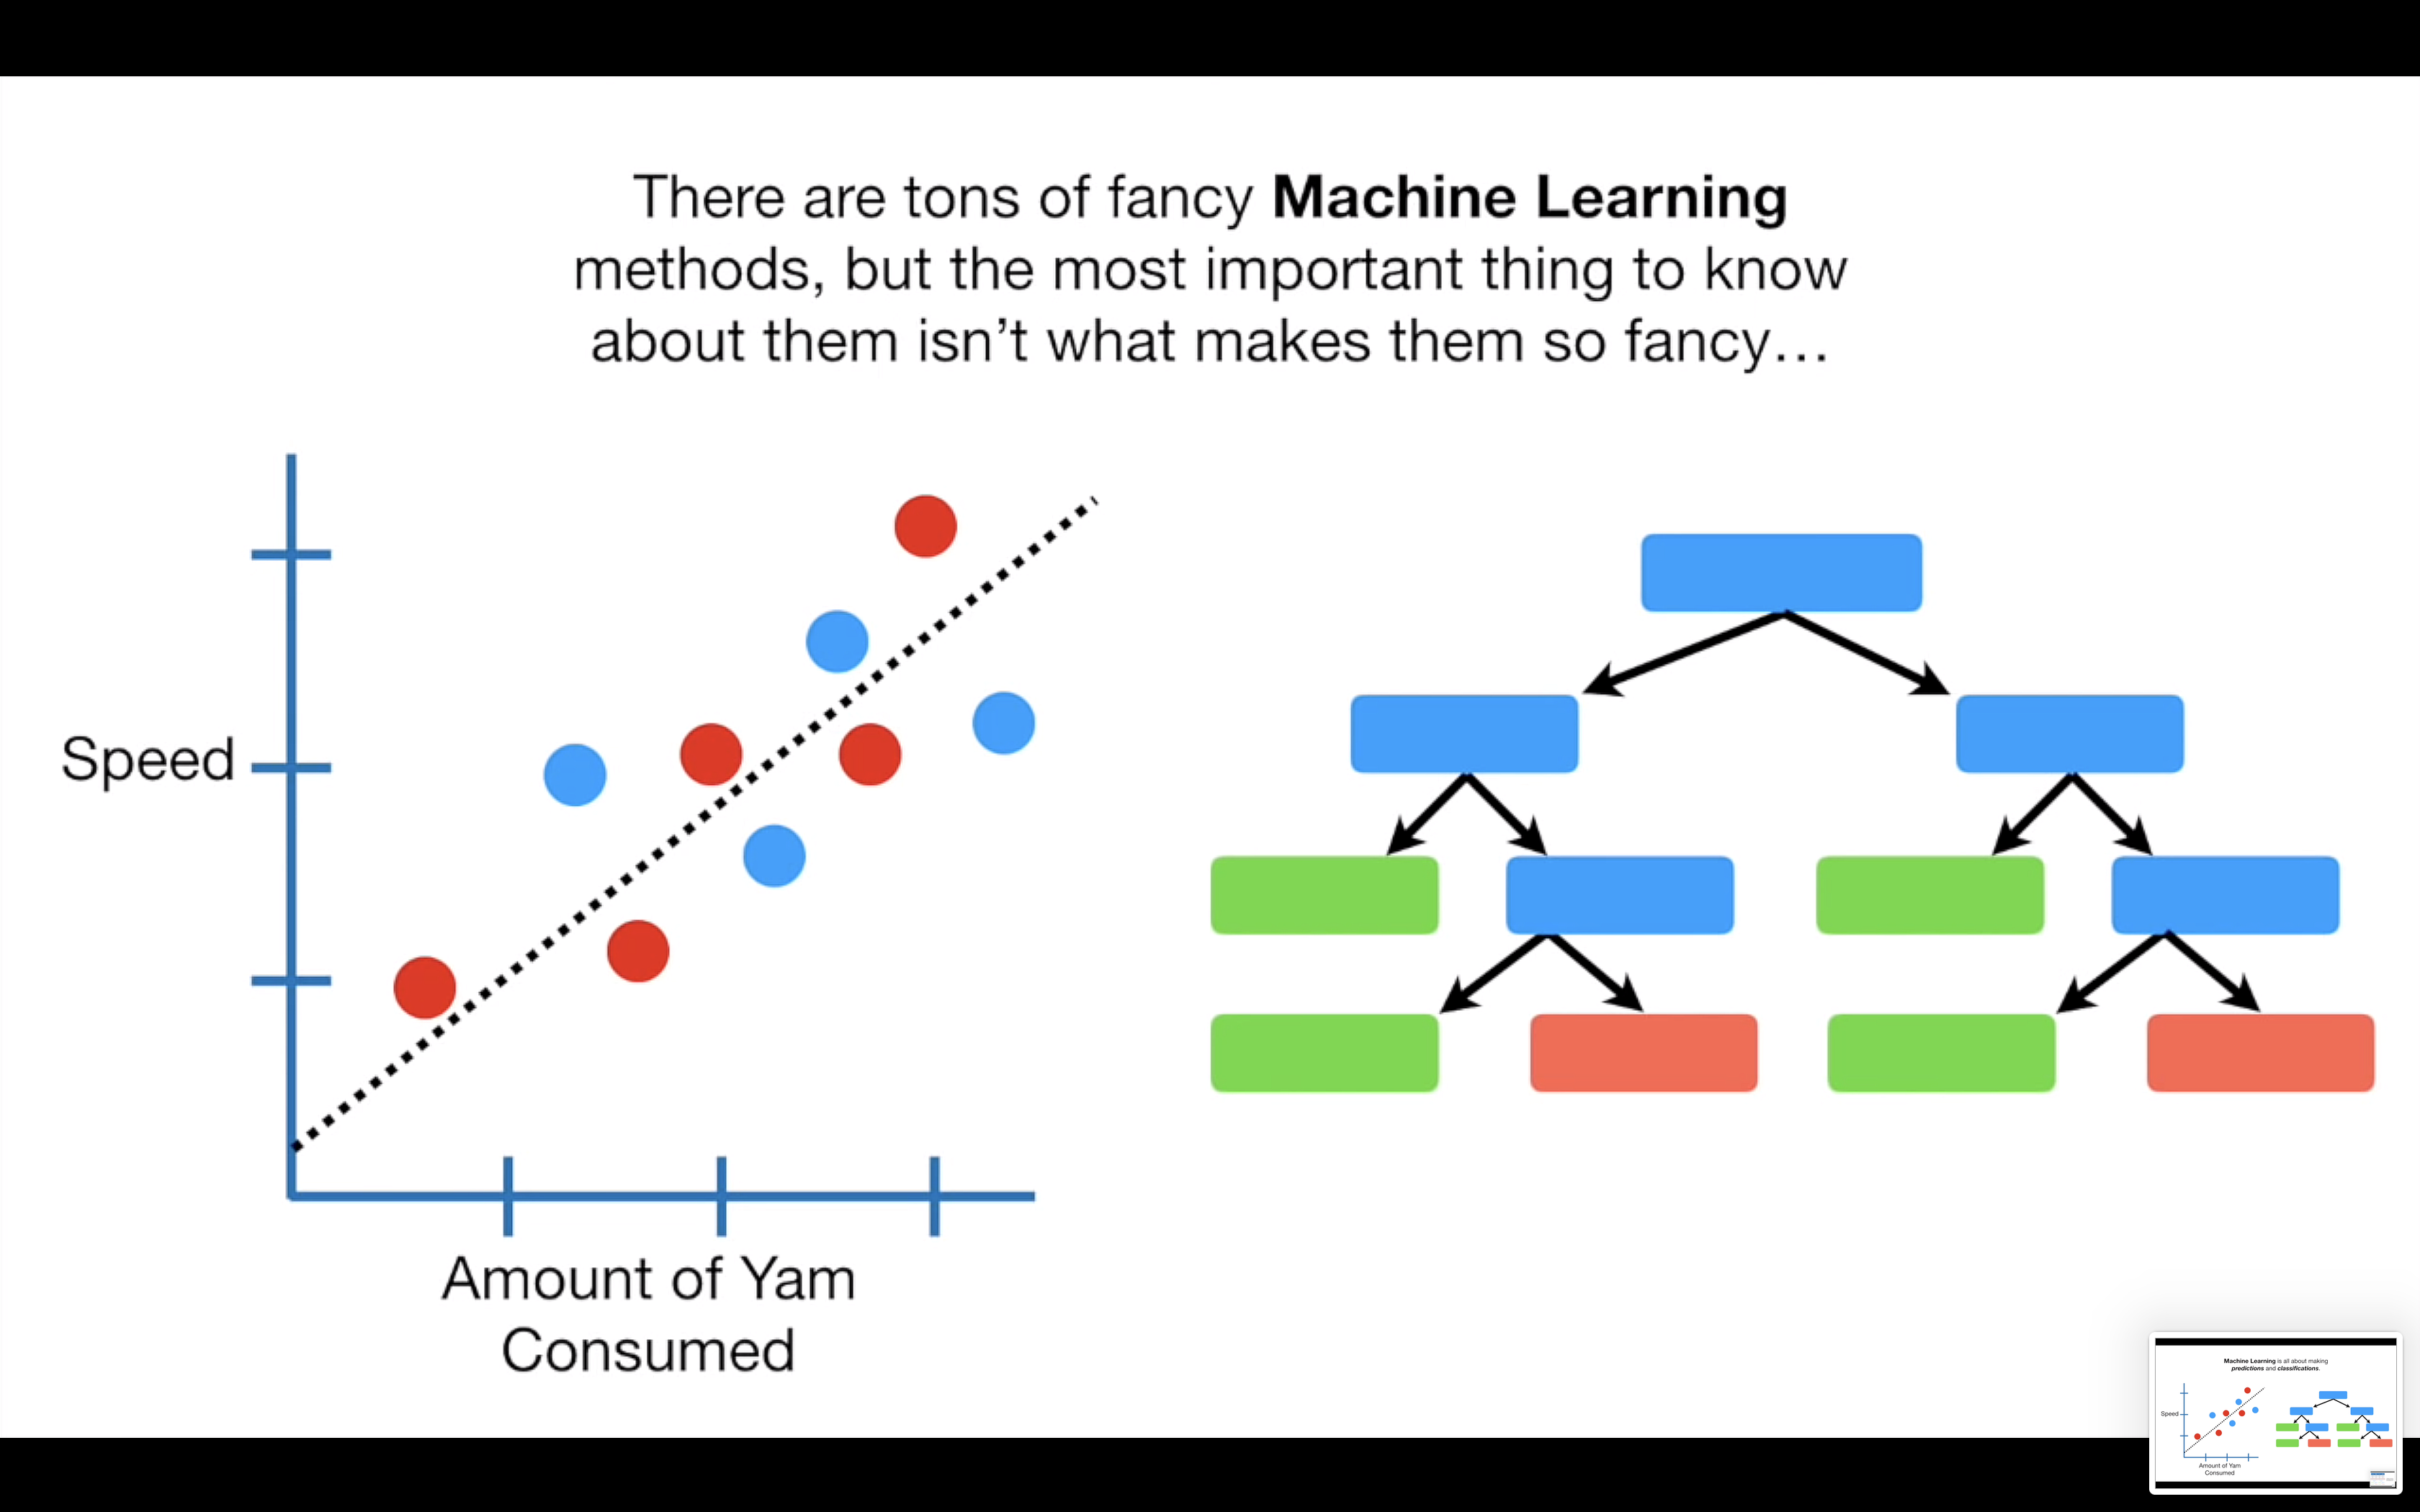 There are tons of fancy Machine Learning
methods, but the most important thing to know
about them isn't what makes them so fancy...
Speed
Amount of Yam
Consumed
Machine Learning is all about making
predictions and classifications.
Speed
Amount of Yam
Consumed